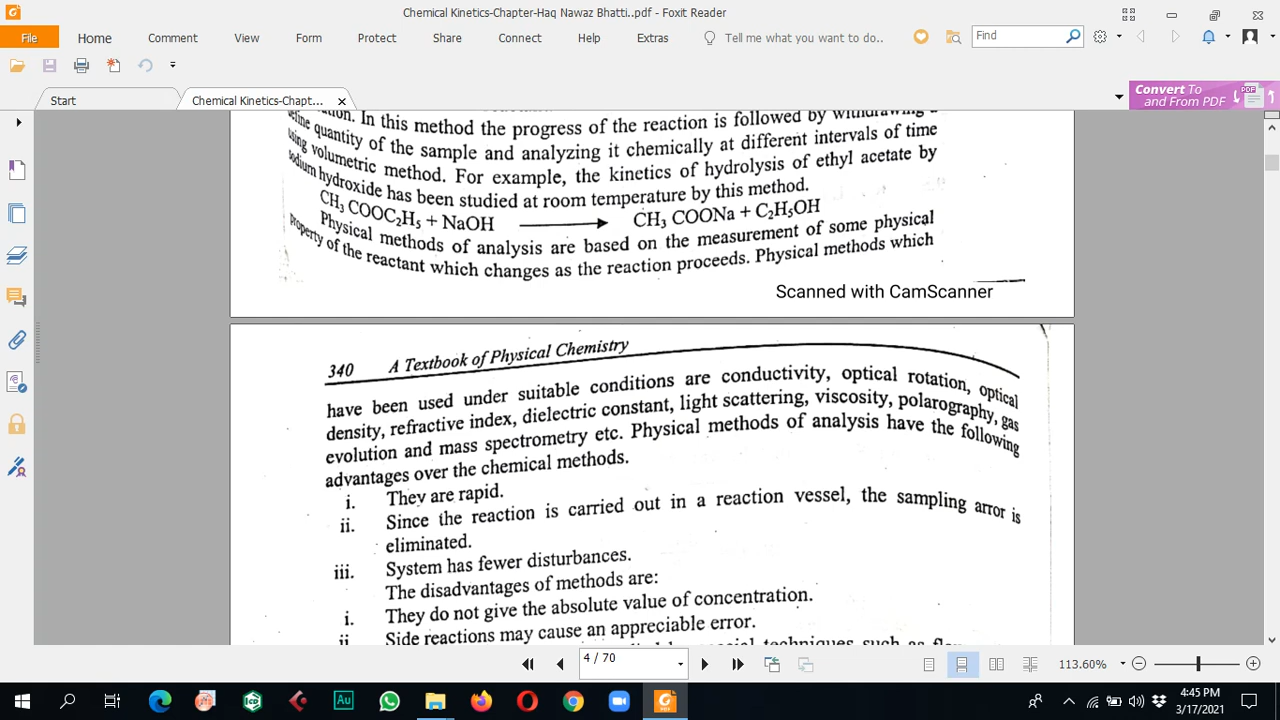 Chemical Kinetics-Chapter-Haq Nawaz Bhatti..pdf - Foxit Reader
File Home Comment View Form Protect Share Connect Help Extras Tell me what you want to do.. Find
Start Chemical Kinetics-Chapt... Convert To and From PDF PDF
In this method the progress of the reaction is followed by withdrawing a
quantity of the sample and analyzing it chemically at different intervals of time
using volumetric method. For example, the kinetics of hydrolysis of ethyl acetate by
sodium hydroxide has been studied at room temperature by this method.
CH₃ COOC₂H₅ + NaOH ⟶ CH₃ COONa + C₂H₅OH
Physical methods of analysis are based on the measurement of some physical
property of the reactant which changes as the reaction proceeds. Physical methods which
Scanned with CamScanner
340 A Textbook of Physical Chemistry
have been used under suitable conditions are conductivity, optical rotation, optical
density, refractive index, dielectric constant, light scattering, viscosity, polarography, gas
evolution and mass spectrometry etc. Physical methods of analysis have the following
advantages over the chemical methods.
i. They are rapid.
ii. Since the reaction is carried out in a reaction vessel, the sampling arror is
eliminated.
iii. System has fewer disturbances.
The disadvantages of methods are:
i. They do not give the absolute value of concentration.
ii Side reactions may cause an appreciable error.
special techniques such as
4 / 70 113.60%
Au
4:45 PM
3/17/2021